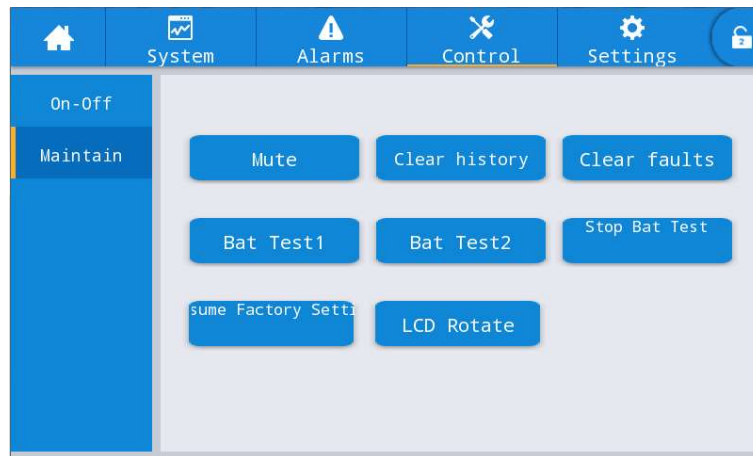 System
Alarms
Control
Settings
2
On-Off
Maintain
Mute
Clear history
Clear faults
Bat Test1
Bat Test2
Stop Bat Test
sume Factory Setti
LCD Rotate